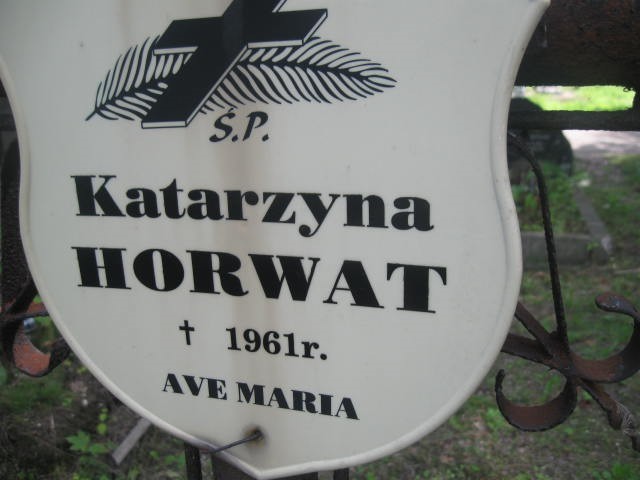 Ś.P.
Katarzyna
HORWAT
† 1961r.
AVE MARIA